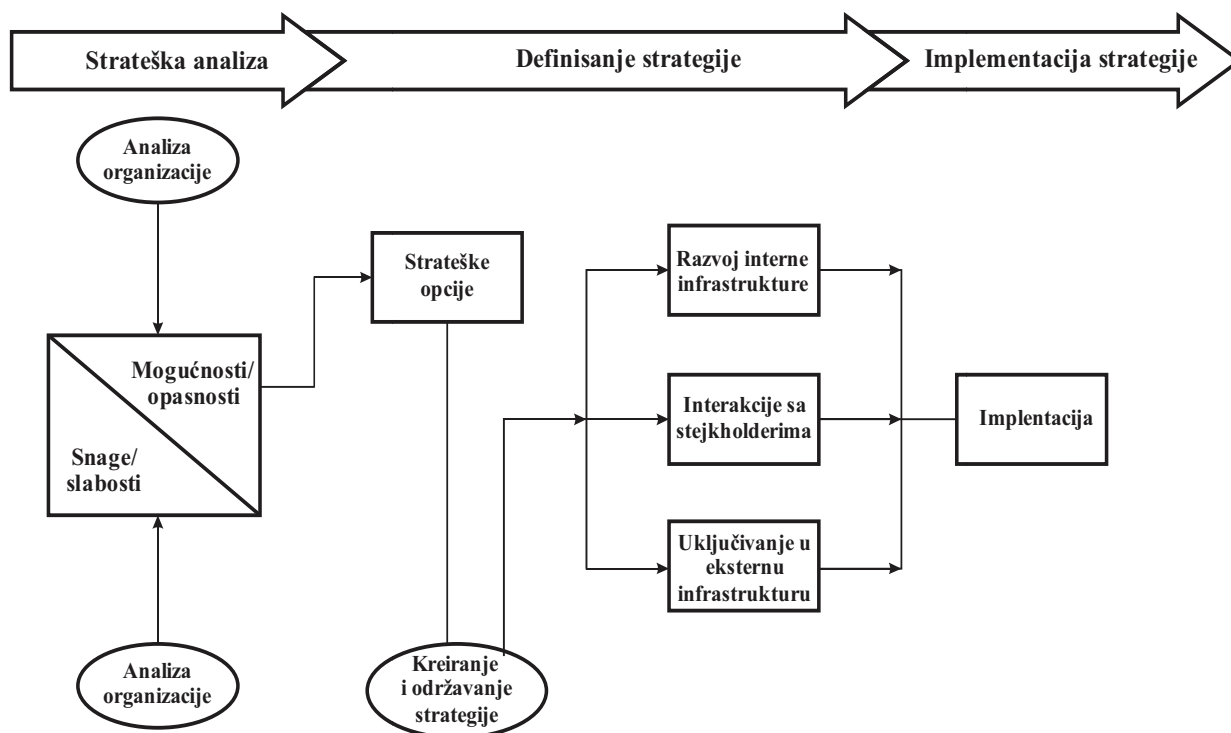 Strateška analiza
Definisanje strategije
Implementacija strategije
Analiza
organizacije
Mogućnosti/
opasnosti
Snage/
slabosti
Analiza
organizacije
Strateške
opcije
Kreiranje
i održavanje
strategije
Razvoj interne
infrastrukture
Interakcije sa
stejkholderima
Uključivanje u
eksternu
infrastrukturu
Implentacija